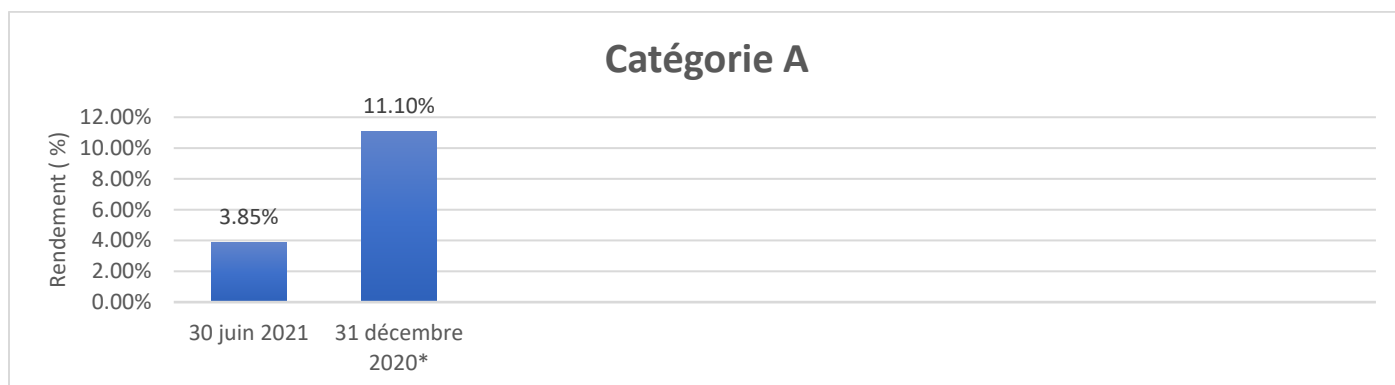 Catégorie A
Rendement ( %)
12.00%
10.00%
8.00%
6.00%
4.00%
2.00%
0.00%
3.85%
11.10%
30 juin 2021
31 décembre
2020*